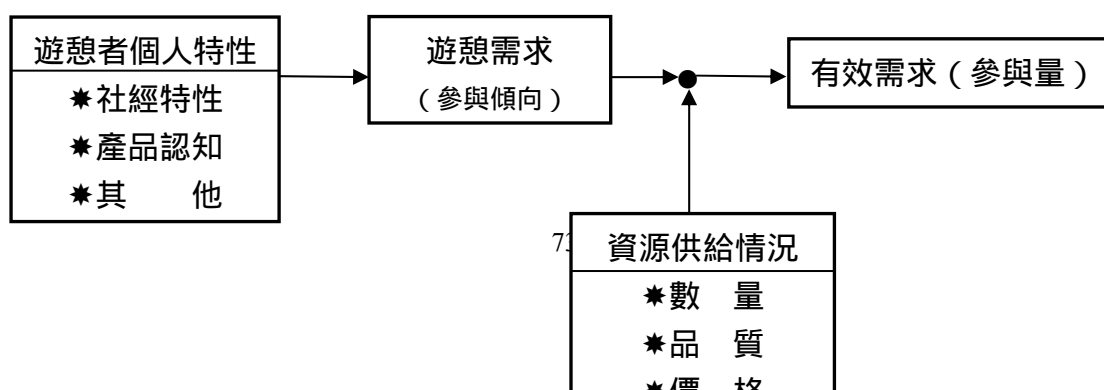 遊憩者個人特性
✷社經特性
✷產品認知
✷其　　他
遊憩需求
（參與傾向）
有效需求（參與量）
資源供給情況
✷數　量
✷品　質
✷價　格